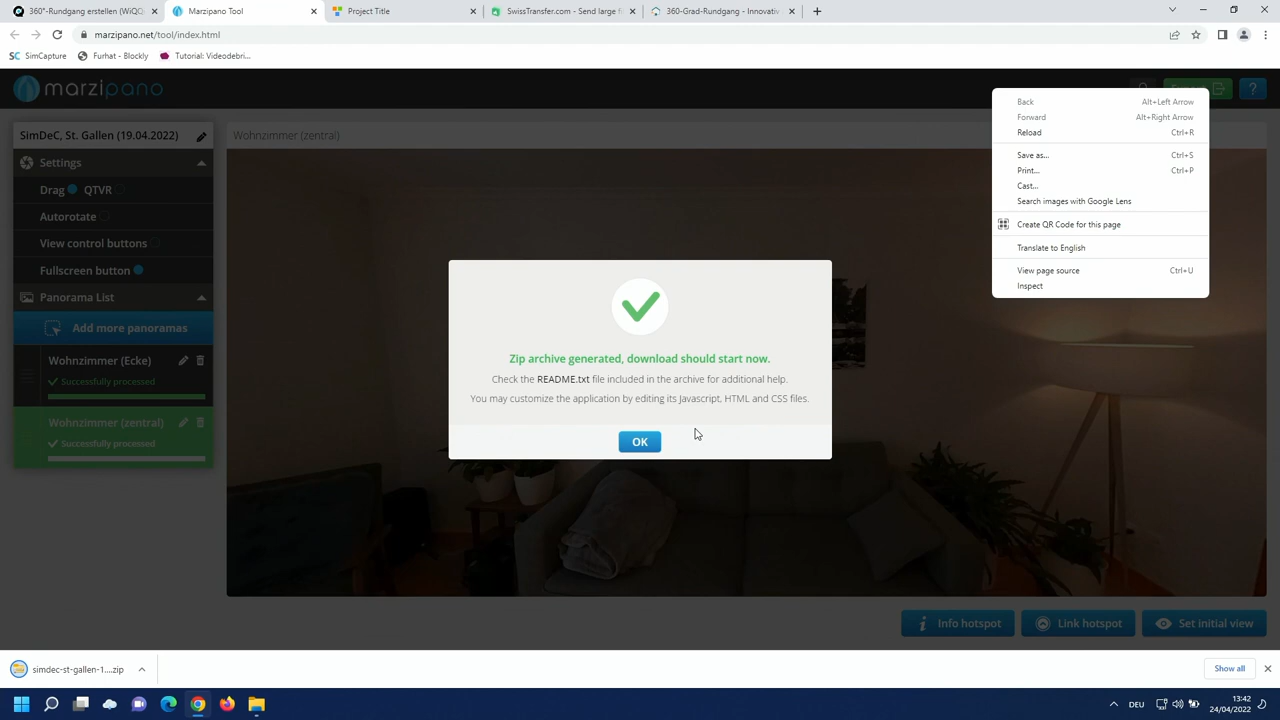 360°-Rundgang erstellen (WiQQi
Marzipano Tool
Project Title
SwissTransfer.com - Send large fi
360-Grad-Rundgang - Innovativ
marzipano.net/tool/index.html
SC SimCapture
Furhat - Blockly
Tutorial: Videodebri...
marzipano
?
SimDeC, St. Gallen (19.04.2022)
Settings
Drag QTVR
Autorotate
View control buttons
Fullscreen button
Panorama List
Add more panoramas
Wohnzimmer (Ecke)
Successfully processed
Wohnzimmer (zentral)
Successfully processed
Wohnzimmer (zentral)
Back Alt+Left Arrow
Forward Alt+Right Arrow
Reload Ctrl+R
Save as... Ctrl+S
Print... Ctrl+P
Cast...
Search images with Google Lens
Create QR Code for this page
Translate to English
View page source Ctrl+U
Inspect
Zip archive generated, download should start now.
Check the README.txt file included in the archive for additional help.
You may customize the application by editing its Javascript, HTML and CSS files.
OK
Info hotspot
Link hotspot
Set initial view
simdec-st-gallen-1....zip
Show all
DEU
13:42
24/04/2022